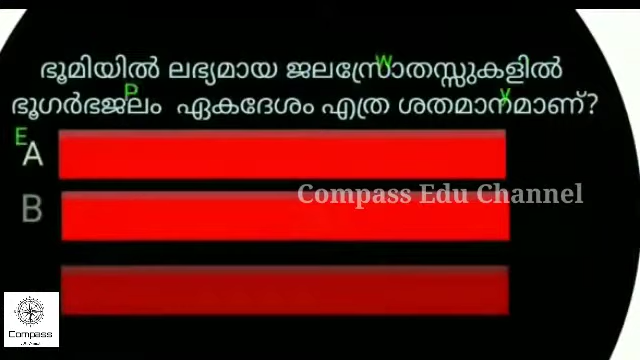 ഭൂമിയിൽ ലഭ്യമായ ജലസ്രോതസ്സുകളിൽ
ഭൂഗർഭജലം ഏകദേശം എത്ര ശതമാനമാണ്?
W
P
y
E
A
B
Compass Edu Channel
Compass